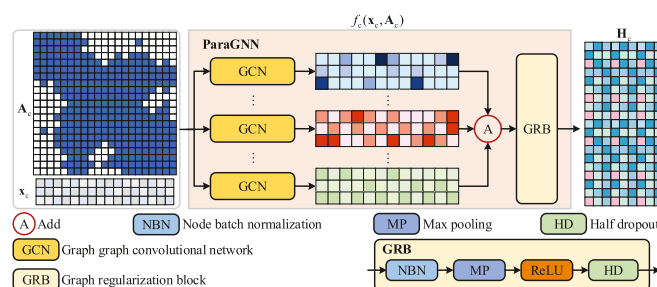 f_c(x_c, A_c)
ParaGNN
H_c
GCN
A_c
GCN
A
GRB
x_c
GCN
A Add
NBN Node batch normalization
MP Max pooling
HD Half dropout
GCN Graph graph convolutional network
GRB
GRB Graph regularization block
NBN
MP
ReLU
HD